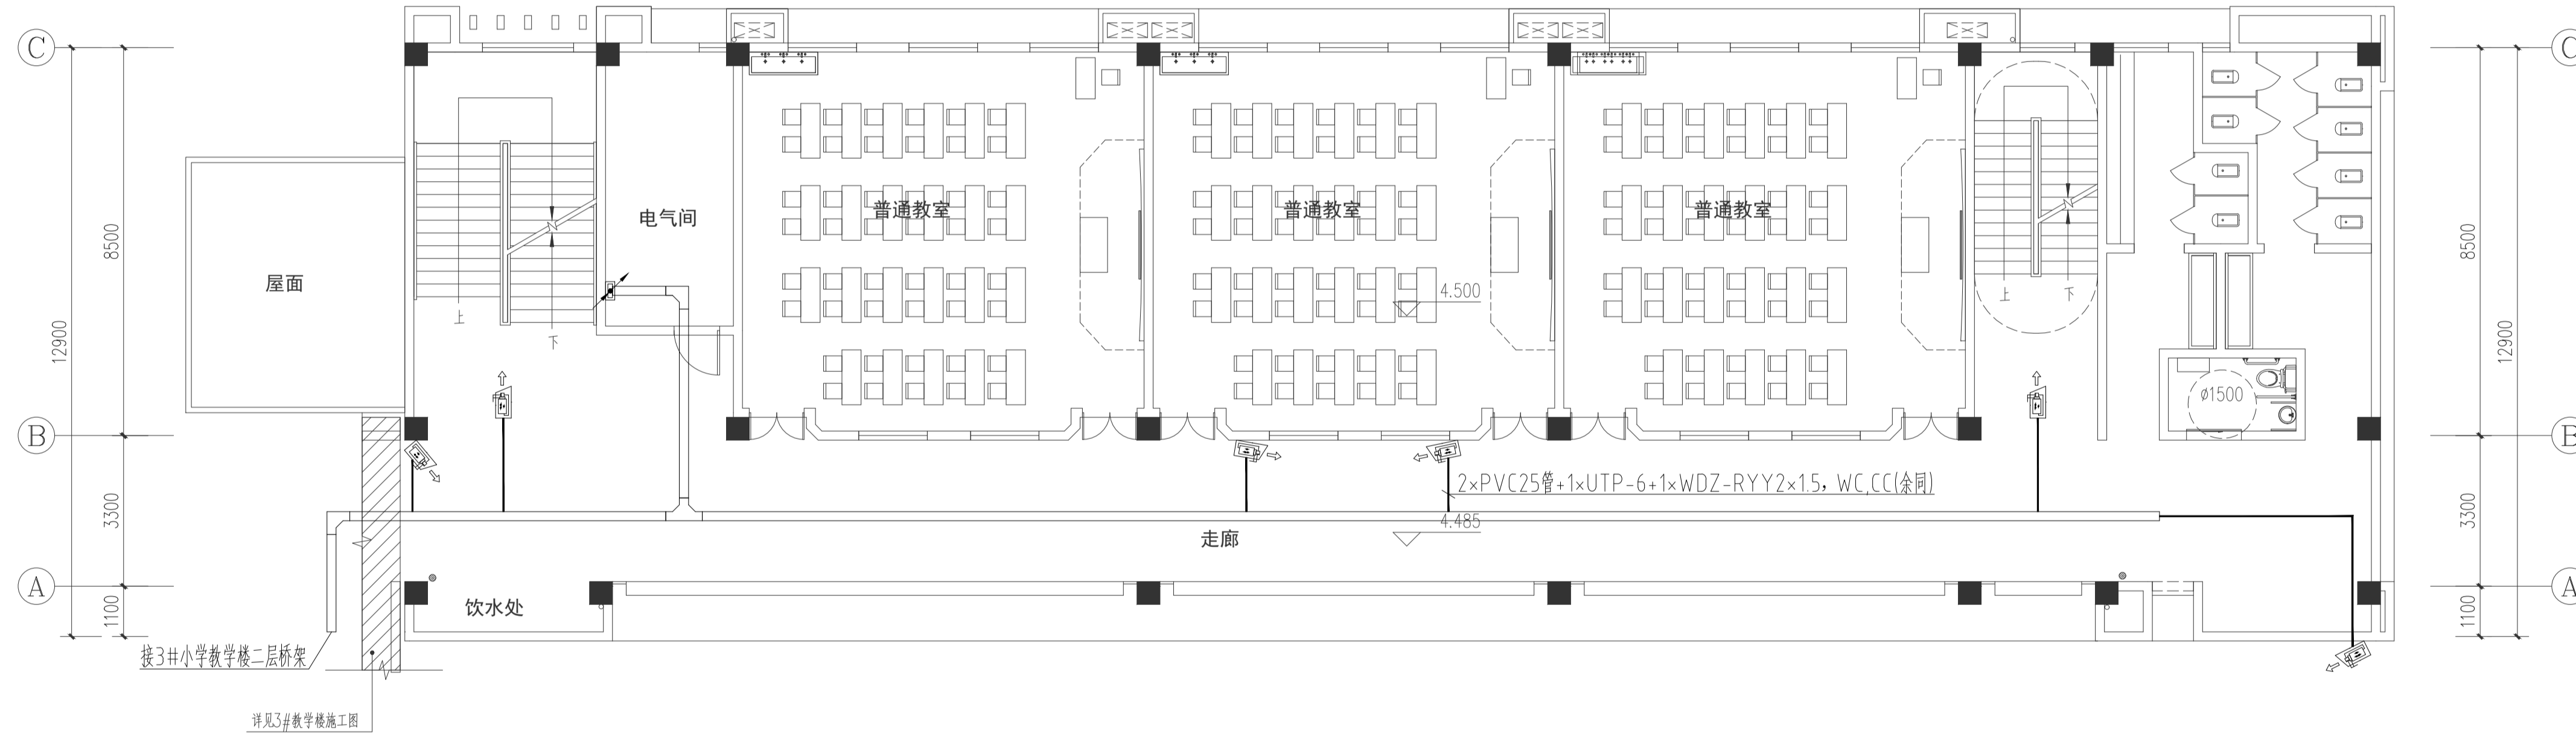 C
C
8500
12900
8500
12900
电气间
普通教室
普通教室
普通教室
屋面
4.500
上
下
上
下
ø1500
B
B
2×PVC25管+1×UTP-6+1×WDZ-RYY2×1.5，WC,CC(余同)
3300
3300
4.485
走廊
A
A
饮水处
1100
1100
接3#小学教学楼二层桥架
详见3#教学楼施工图